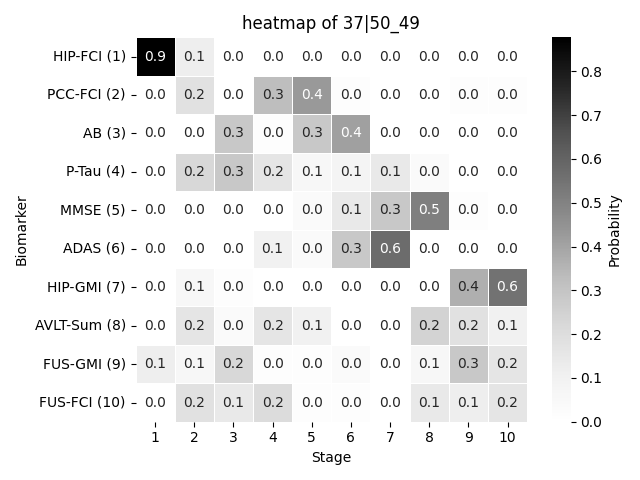 heatmap of 37|50_49
HIP-FCI (1) 0.9 0.1 0.0 0.0 0.0 0.0 0.0 0.0 0.0 0.0
PCC-FCI (2) 0.0 0.2 0.0 0.3 0.4 0.0 0.0 0.0 0.0 0.0
AB (3) 0.0 0.0 0.3 0.0 0.3 0.4 0.0 0.0 0.0 0.0
P-Tau (4) 0.0 0.2 0.3 0.2 0.1 0.1 0.1 0.0 0.0 0.0
MMSE (5) 0.0 0.0 0.0 0.0 0.0 0.1 0.3 0.5 0.0 0.0
ADAS (6) 0.0 0.0 0.0 0.1 0.0 0.3 0.6 0.0 0.0 0.0
HIP-GMI (7) 0.0 0.1 0.0 0.0 0.0 0.0 0.0 0.0 0.4 0.6
AVLT-Sum (8) 0.0 0.2 0.0 0.2 0.1 0.0 0.0 0.2 0.2 0.1
FUS-GMI (9) 0.1 0.1 0.2 0.0 0.0 0.0 0.0 0.1 0.3 0.2
FUS-FCI (10) 0.0 0.2 0.1 0.2 0.0 0.0 0.0 0.1 0.1 0.2
1 2 3 4 5 6 7 8 9 10
Stage
Biomarker
0.8
0.7
0.6
0.5
0.4
0.3
0.2
0.1
0.0
Probability